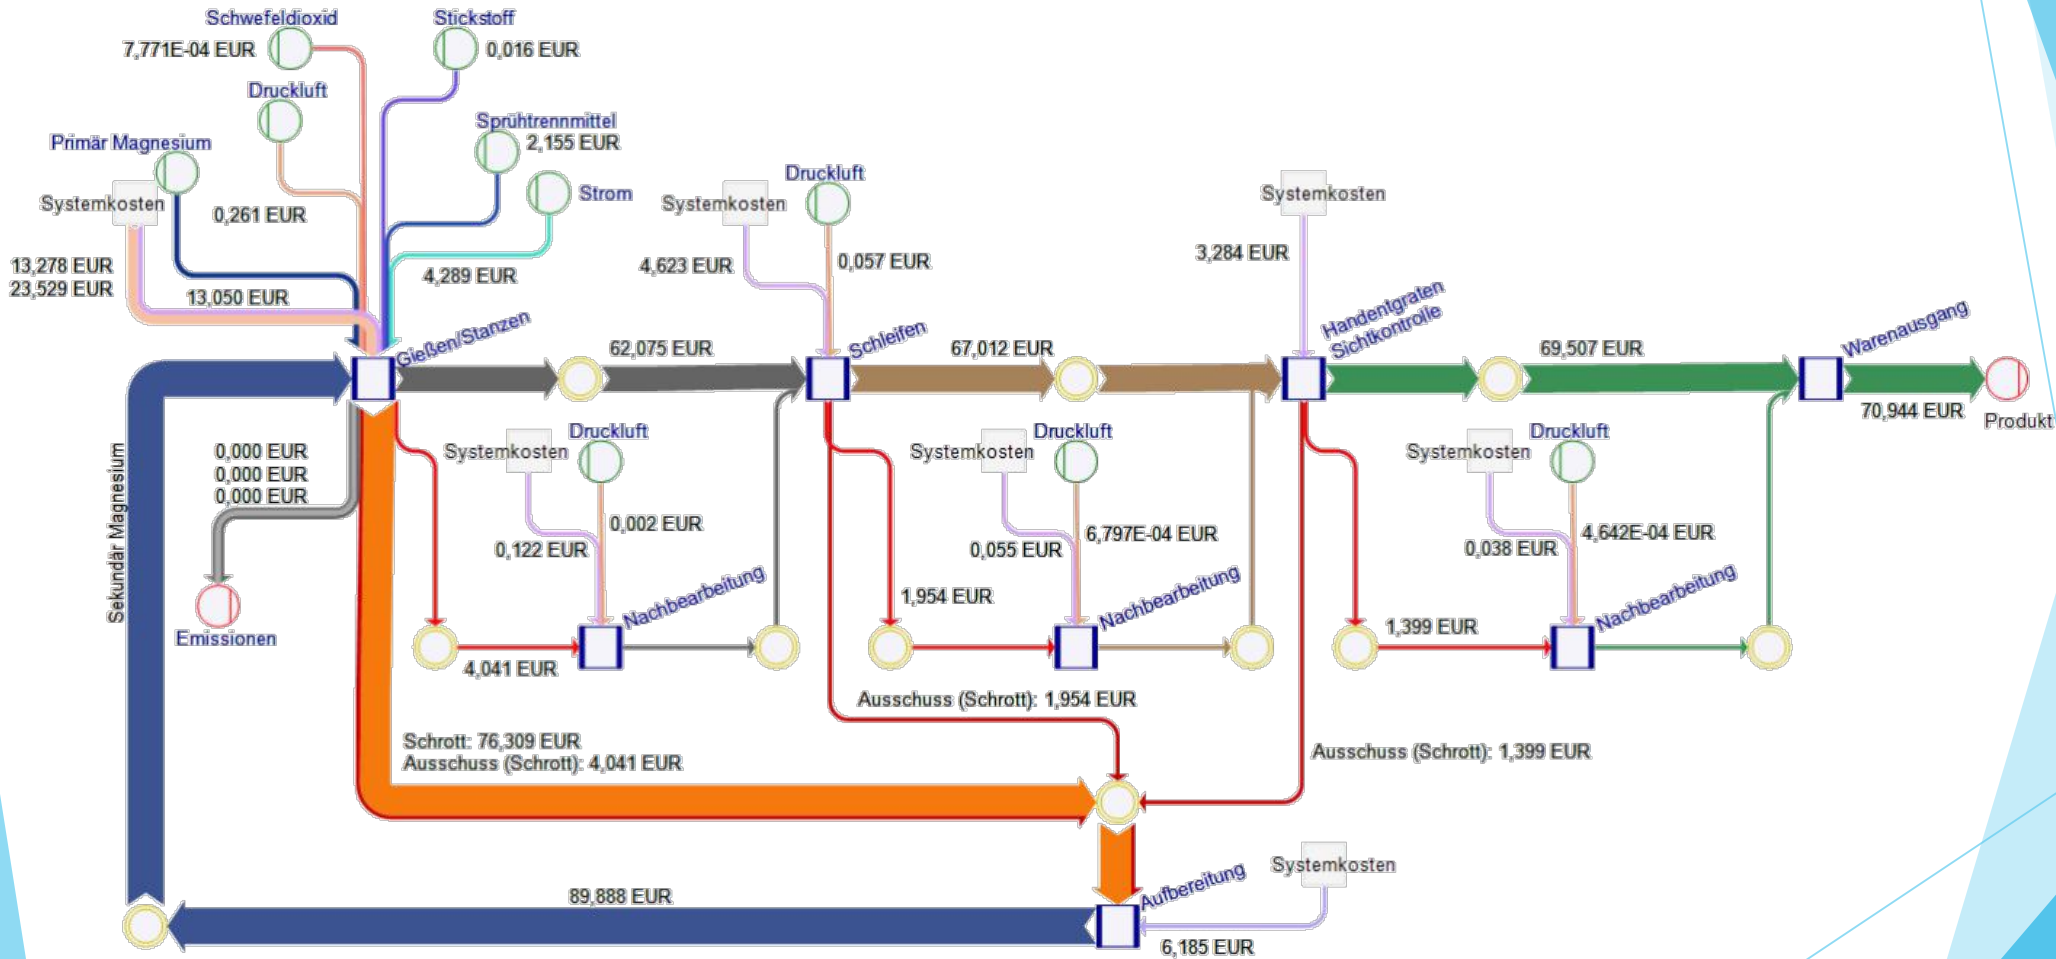 Schwefeldioxid
7,771E-04 EUR
Stickstoff
0,016 EUR
Druckluft
0,261 EUR
Sprühtrennmittel
2,155 EUR
Primär Magnesium
Systemkosten
Strom
13,278 EUR
23,529 EUR
13,050 EUR
4,289 EUR
Gießen/Stanzen
62,075 EUR
Systemkosten
Druckluft
4,623 EUR
0,057 EUR
Schleifen
67,012 EUR
Systemkosten
3,284 EUR
Handentgraten
Sichtkontrolle
69,507 EUR
Warenausgang
70,944 EUR
Produkt
Sekundär Magnesium
0,000 EUR
0,000 EUR
0,000 EUR
Emissionen
Systemkosten
Druckluft
0,002 EUR
0,122 EUR
Nachbearbeitung
4,041 EUR
Systemkosten
Druckluft
6,797E-04 EUR
0,055 EUR
Nachbearbeitung
1,954 EUR
Systemkosten
Druckluft
4,642E-04 EUR
0,038 EUR
Nachbearbeitung
1,399 EUR
Ausschuss (Schrott): 1,954 EUR
Schrott: 76,309 EUR
Ausschuss (Schrott): 4,041 EUR
Ausschuss (Schrott): 1,399 EUR
Aufbereitung
Systemkosten
89,888 EUR
6,185 EUR